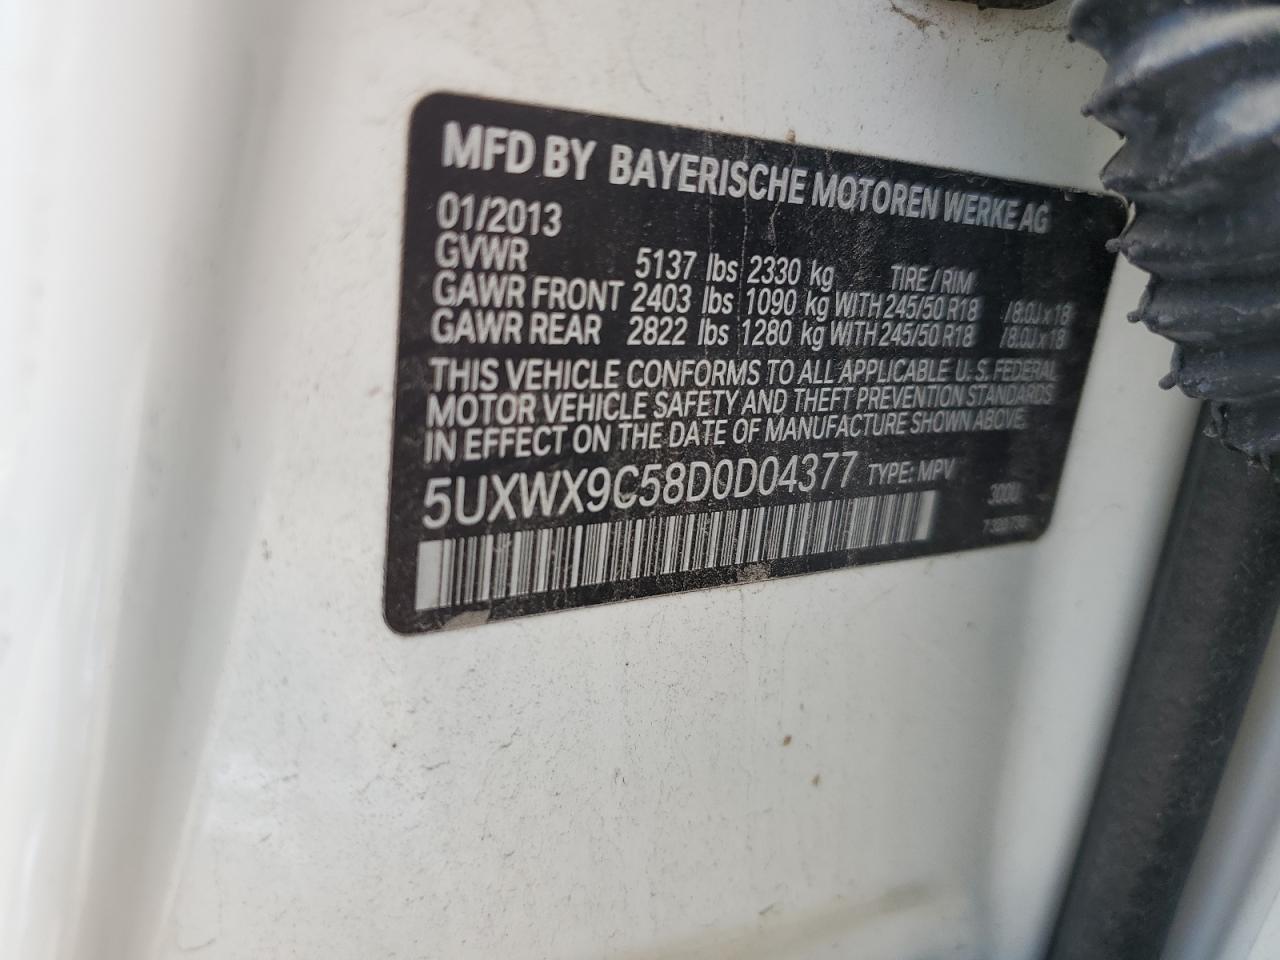 MFD BY BAYERISCHE MOTOREN WERKE AG
01/2013
GVWR 5137 lbs 2330 kg TIRE / RIM
GAWR FRONT 2403 lbs 1090 kg WITH 245/50 R18 / 8.0J x 18
GAWR REAR 2822 lbs 1280 kg WITH 245/50 R18 / 8.0J x 18
THIS VEHICLE CONFORMS TO ALL APPLICABLE U. S. FEDERAL
MOTOR VEHICLE SAFETY AND THEFT PREVENTION STANDARDS
IN EFFECT ON THE DATE OF MANUFACTURE SHOWN ABOVE.
5UXWX9C58D0D04377 TYPE: MPV